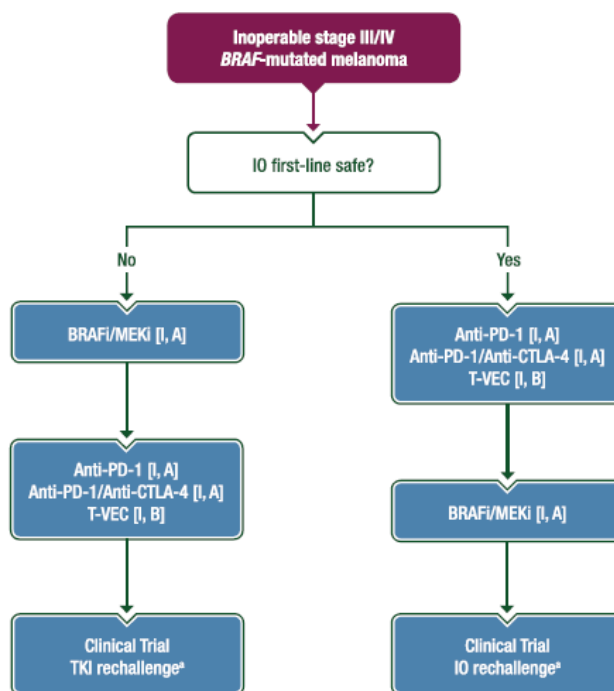 Inoperable stage III/IV
BRAF-mutated melanoma
IO first-line safe?
No
BRAFi/MEKi [I, A]
Anti-PD-1 [I, A]
Anti-PD-1/Anti-CTLA-4 [I, A]
T-VEC [I, B]
Clinical Trial
TKI rechallengeª
Yes
Anti-PD-1 [I, A]
Anti-PD-1/Anti-CTLA-4 [I, A]
T-VEC [I, B]
BRAFi/MEKi [I, A]
Clinical Trial
IO rechallengeª